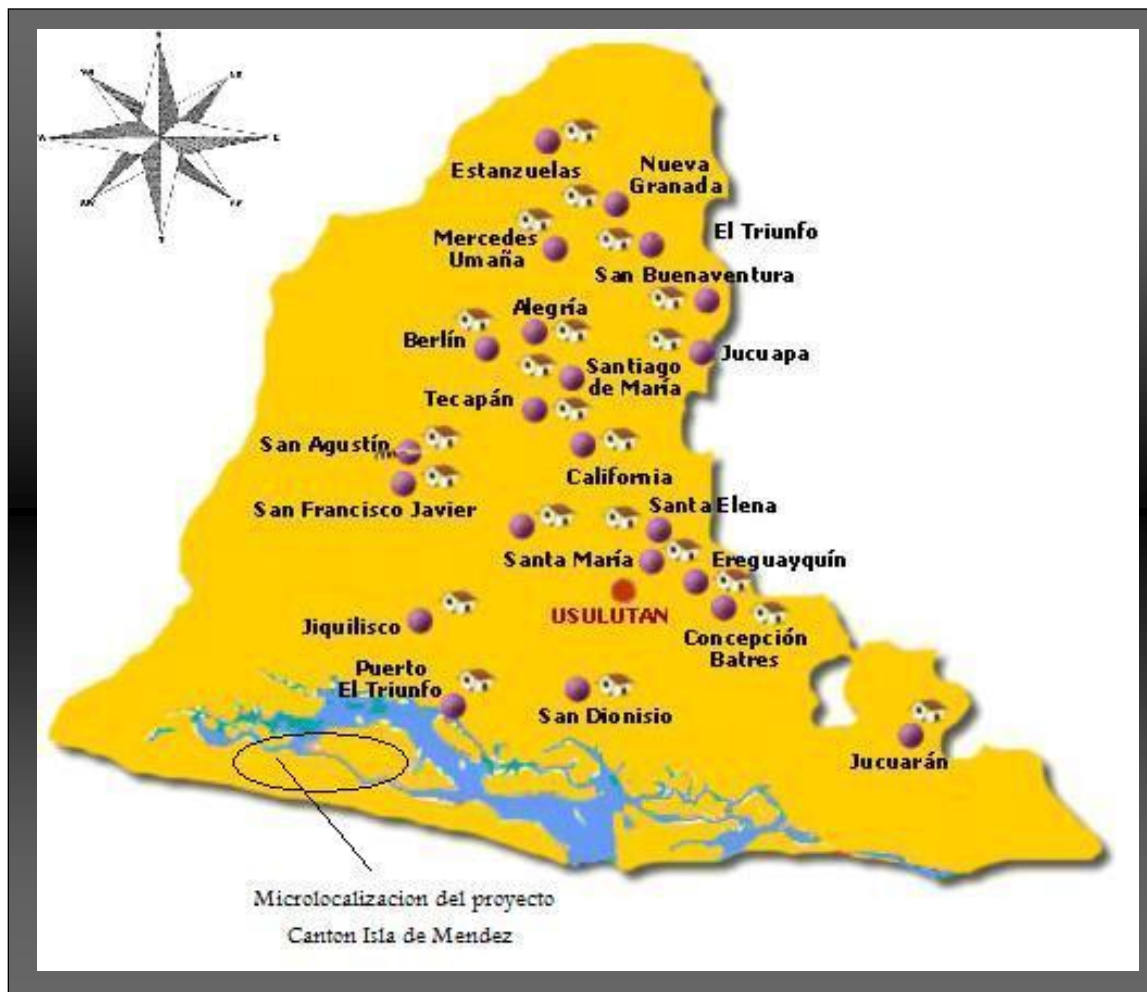 Estanzuelas
Nueva
Granada
El Triunfo
Mercedes
Umaña
San Buenaventura
Alegría
Berlín
Jucuapa
Santiago
de María
Tecapán
San Agustín
California
San Francisco Javier
Santa Elena
Santa María
Ereguayquín
USULUTAN
Jiquilisco
Concepción
Batres
Puerto
El Triunfo
San Dionisio
Jucuarán
Microlocalizacion del proyecto
Canton Isla de Mendez